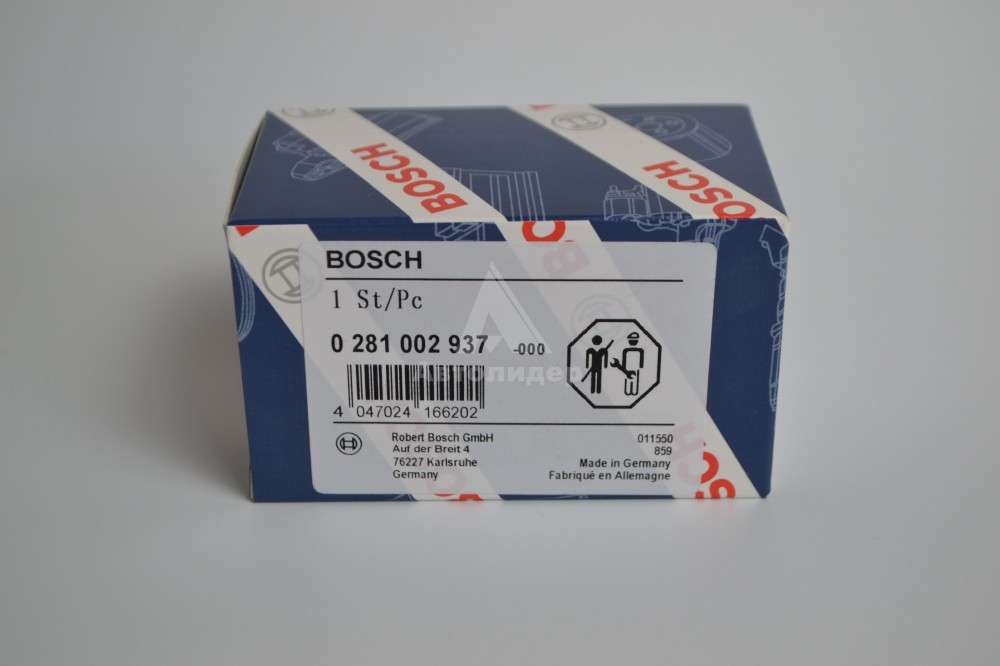 BOSCH
BOSCH
BOSCH
1 St/Pc
0 281 002 937 -000
Автолидер
4 047024 166202
Robert Bosch GmbH
Auf der Breit 4
76227 Karlsruhe
Germany
011550
859
Made in Germany
Fabriqué en Allemagne